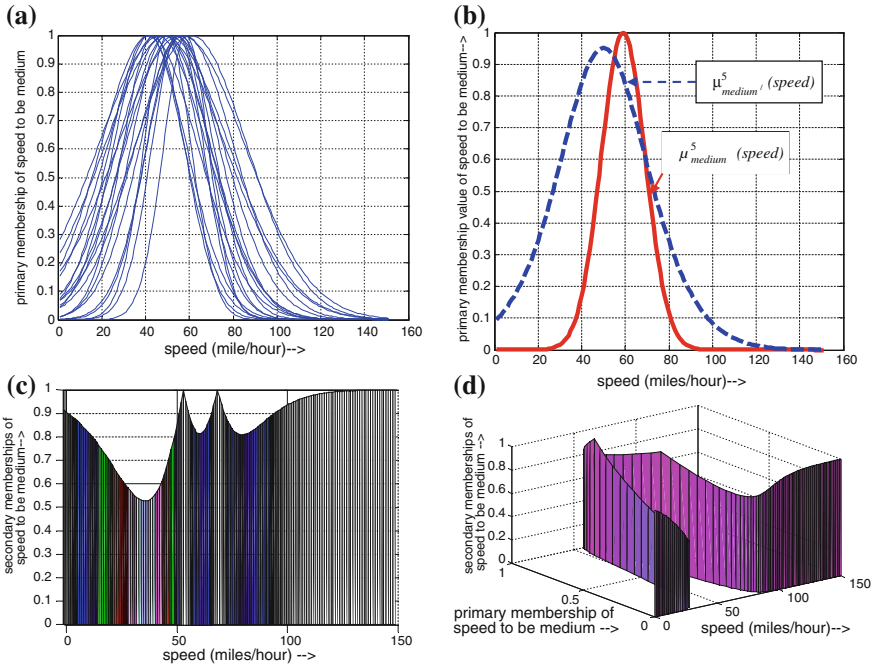 (a)
primary membership of speed to be medium
1
0.9
0.8
0.7
0.6
0.5
0.4
0.3
0.2
0.1
0
0 20 40 60 80 100 120 140 160
speed (mile/hour)-->
(b)
primary membership value of speed to be medium-->
1
0.9
0.8
0.7
0.6
0.5
0.4
0.3
0.2
0.1
0
μ⁵medium/ (speed)
μ⁵medium (speed)
0 20 40 60 80 100 120 140 160
speed (miles/hour)-->
(c)
secondary memberships of
speed to be medium-->
1
0.9
0.8
0.7
0.6
0.5
0.4
0.3
0.2
0.1
0
0 50 100 150
speed (miles/hour) -->
(d)
secondary memberships of
speed to be medium-->
1
0.8
0.6
0.4
0.2
0
1
0.5
0
primary membership of
speed to be medium -->
0
50
100
150
speed (miles/hour)-->